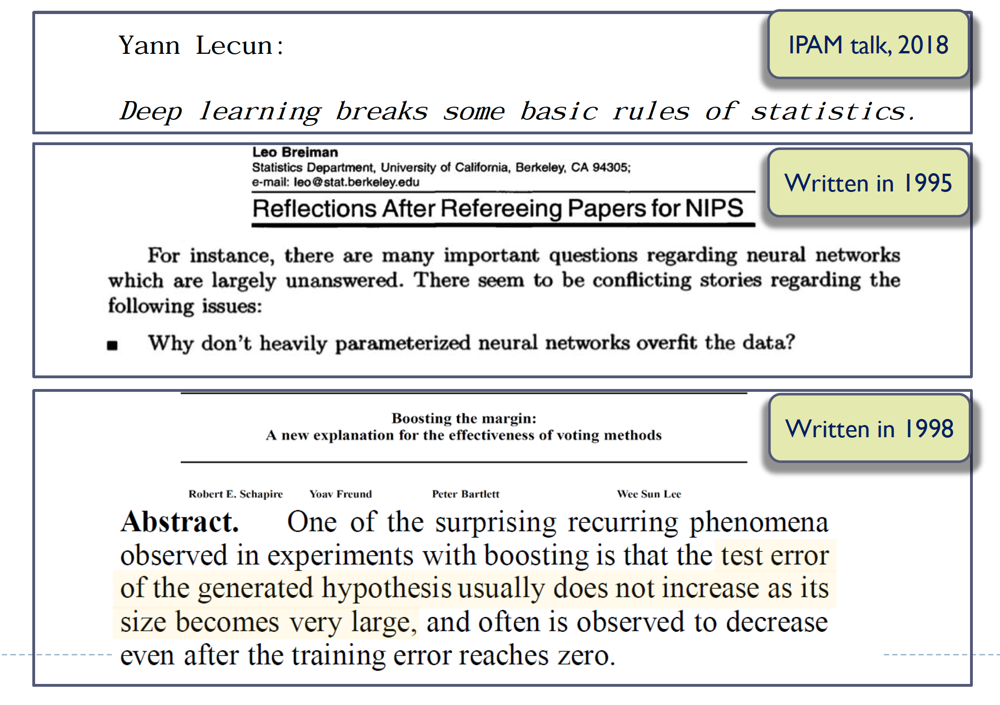 Yann Lecun:
IPAM talk, 2018
Deep learning breaks some basic rules of statistics.
Leo Breiman
Statistics Department, University of California, Berkeley, CA 94305;
e-mail: leo@stat.berkeley.edu
Written in 1995
Reflections After Refereeing Papers for NIPS
For instance, there are many important questions regarding neural networks
which are largely unanswered. There seem to be conflicting stories regarding the
following issues:
■ Why don't heavily parameterized neural networks overfit the data?
Boosting the margin:
A new explanation for the effectiveness of voting methods
Written in 1998
Robert E. Schapire Yoav Freund Peter Bartlett Wee Sun Lee
Abstract. One of the surprising recurring phenomena
observed in experiments with boosting is that the test error
of the generated hypothesis usually does not increase as its
size becomes very large, and often is observed to decrease
even after the training error reaches zero.